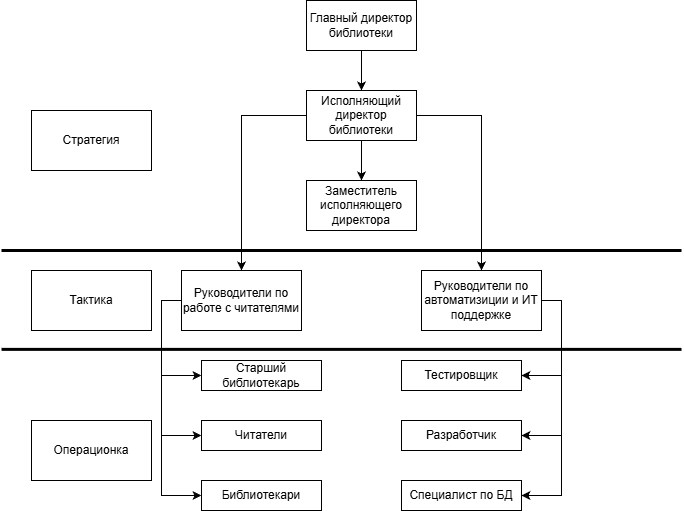 Главный директор
библиотеки
Исполняющий
директор
библиотеки
Стратегия
Заместитель
исполняющего
директора
Тактика
Руководители по
работе с читателями
Руководители по
автоматизиции и ИТ
поддержке
Старший
библиотекарь
Тестировщик
Читатели
Разработчик
Операционка
Библиотекари
Специалист по БД